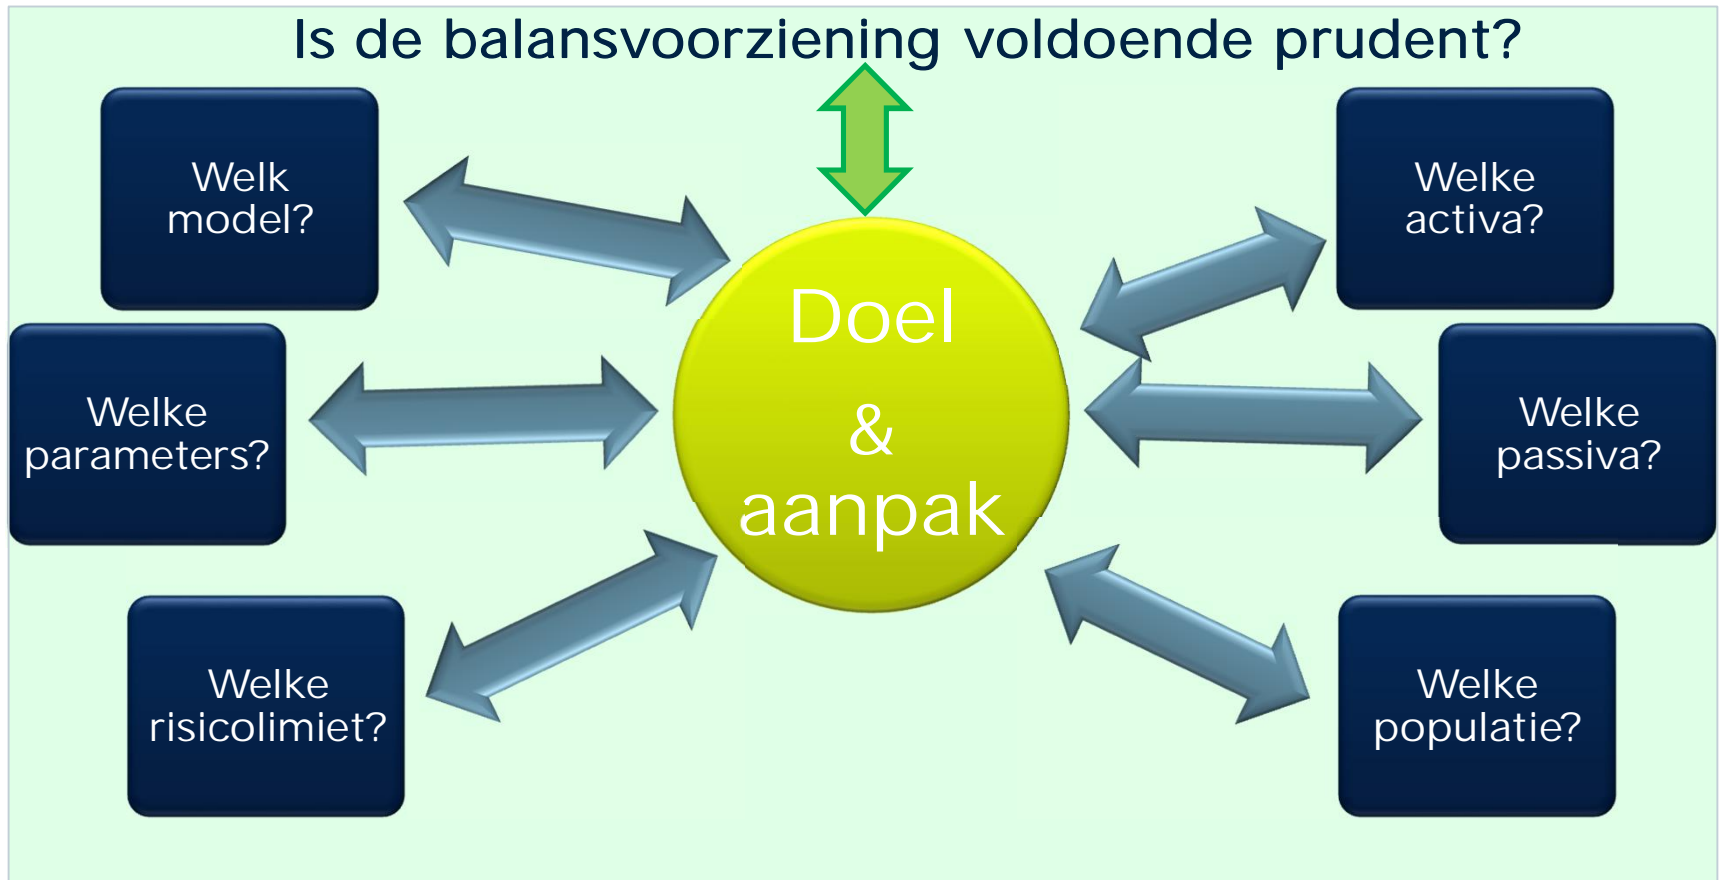 Is de balansvoorziening voldoende prudent?
Welk
model?
Welke
parameters?
Welke
risicolimiet?
Doel
&
aanpak
Welke
activa?
Welke
passiva?
Welke
populatie?